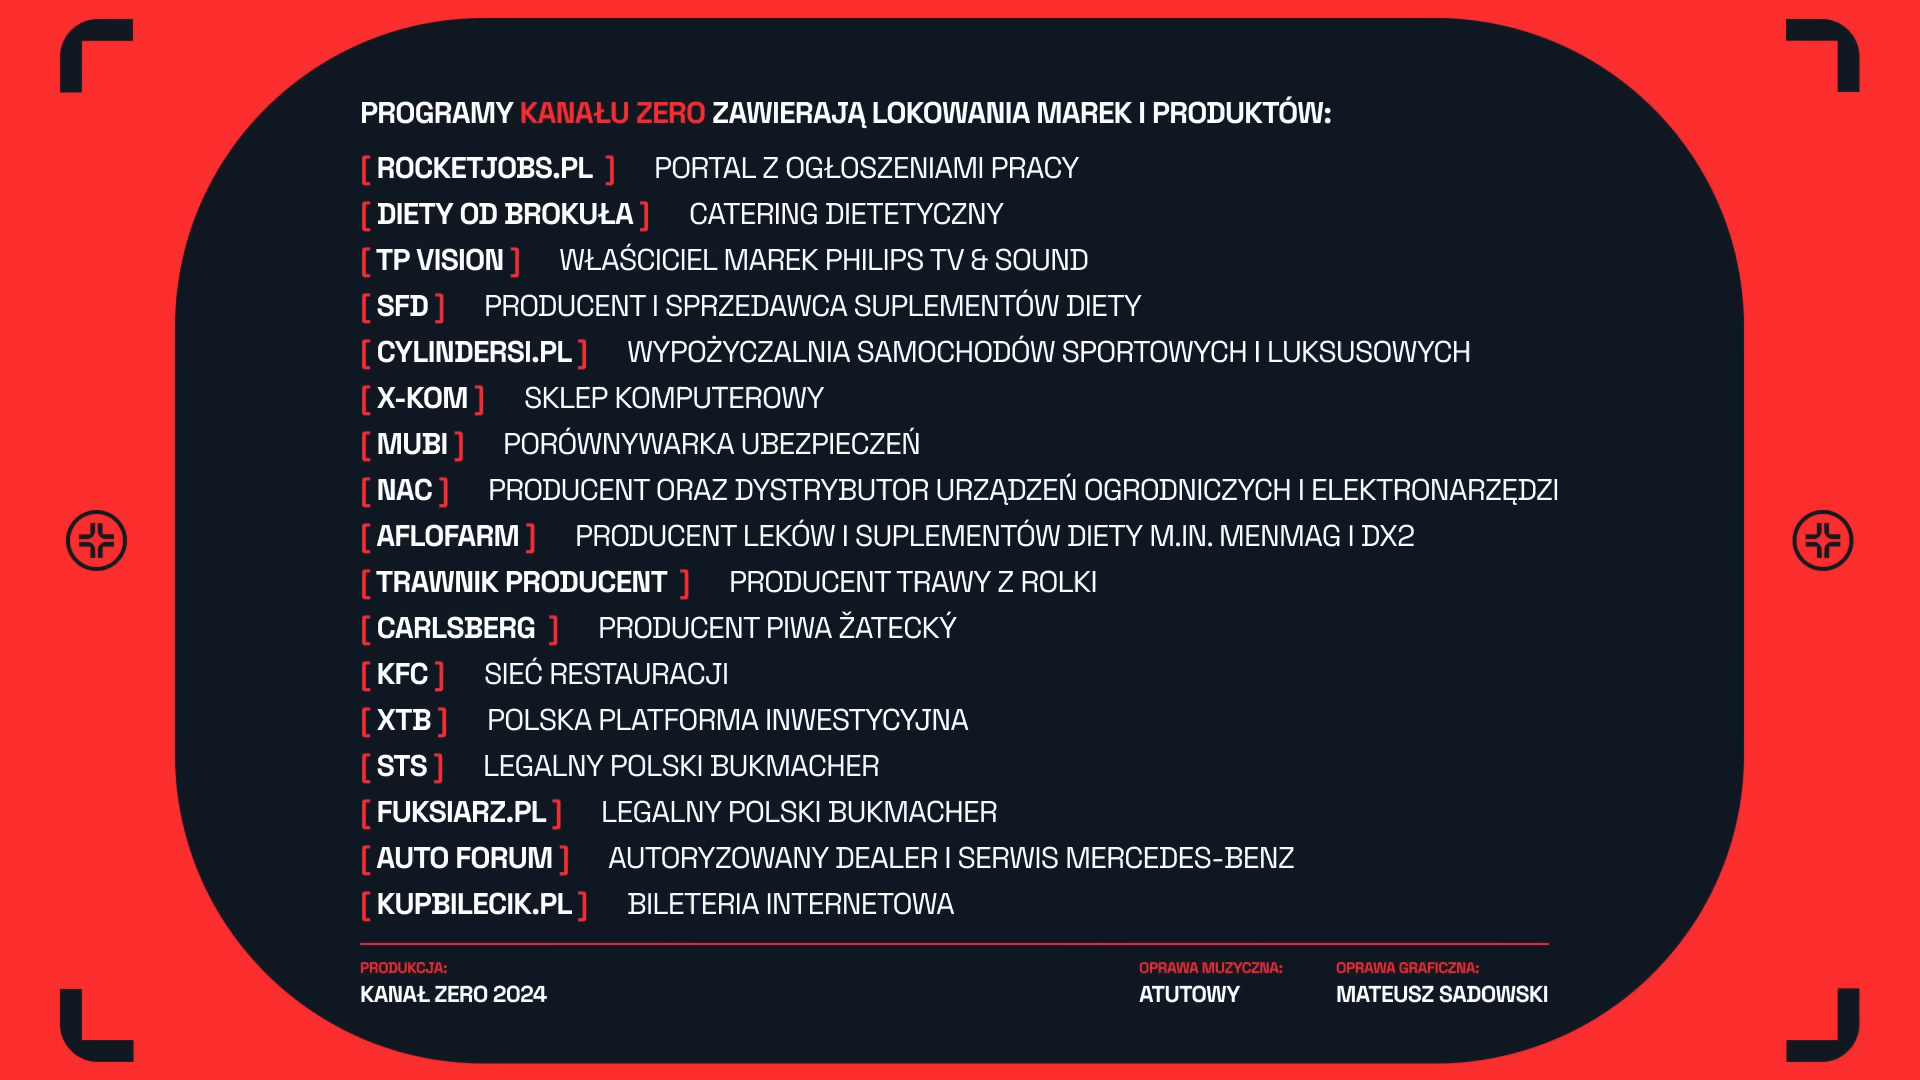 PROGRAMY KANAŁU ZERO ZAWIERAJĄ LOKOWANIA MAREK I PRODUKTÓW:
[ ROCKETJOBS.PL ] PORTAL Z OGŁOSZENIAMI PRACY
[ DIETY OD BROKUŁA ] CATERING DIETETYCZNY
[ TP VISION ] WŁAŚCICIEL MAREK PHILIPS TV & SOUND
[ SFD ] PRODUCENT I SPRZEDAWCA SUPLEMENTÓW DIETY
[ CYLINDERSI.PL ] WYPOŻYCZALNIA SAMOCHODÓW SPORTOWYCH I LUKSUSOWYCH
[ X-KOM ] SKLEP KOMPUTEROWY
[ MUBI ] PORÓWNYWARKA UBEZPIECZEŃ
[ NAC ] PRODUCENT ORAZ DYSTRYBUTOR URZĄDZEŃ OGRODNICZYCH I ELEKTRONARZĘDZI
[ AFLOFARM ] PRODUCENT LEKÓW I SUPLEMENTÓW DIETY M.IN. MENMAG I DX2
[ TRAWNIK PRODUCENT ] PRODUCENT TRAWY Z ROLKI
[ CARLSBERG ] PRODUCENT PIWA ŽATECKÝ
[ KFC ] SIEĆ RESTAURACJI
[ XTB ] POLSKA PLATFORMA INWESTYCYJNA
[ STS ] LEGALNY POLSKI BUKMACHER
[ FUKSIARZ.PL ] LEGALNY POLSKI BUKMACHER
[ AUTO FORUM ] AUTORYZOWANY DEALER I SERWIS MERCEDES-BENZ
[ KUPBILECIK.PL ] BILETERIA INTERNETOWA
PRODUKCJA: OPRAWA MUZYCZNA: OPRAWA GRAFICZNA:
KANAŁ ZERO 2024 ATUTOWY MATEUSZ SADOWSKI